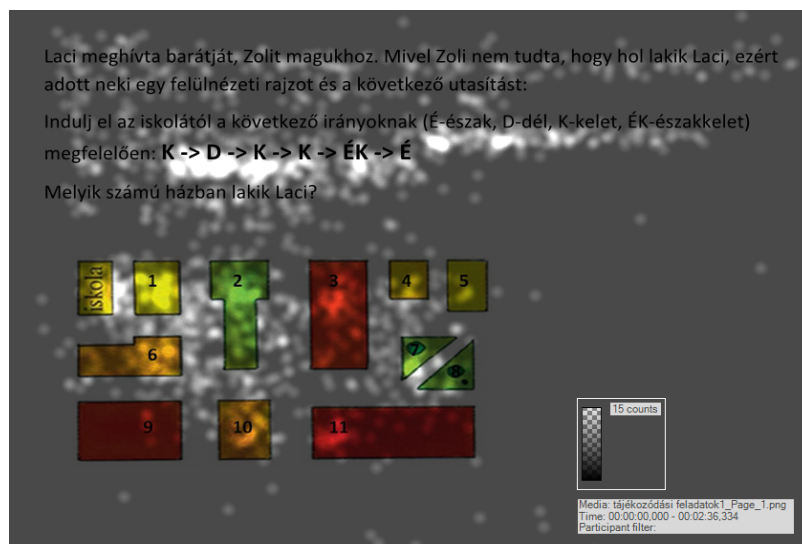 Laci meghívta barátját, Zolit magukhoz. Mivel Zoli nem tudta, hogy hol lakik Laci, ezért
adott neki egy felülnézeti rajzot és a következő utasítást:
Indulj el az iskolától a következő irányoknak (É-észak, D-dél, K-kelet, ÉK-északkelet)
megfelelően: K -> D -> K -> K -> ÉK -> É
Melyik számú házban lakik Laci?
iskola
1
2
3
4
5
6
7
8
9
10
11
15 counts
Media: tájékozódási feladatok1_Page_1.png
Time: 00:00:00,000 - 00:02:36,334
Participant filter: